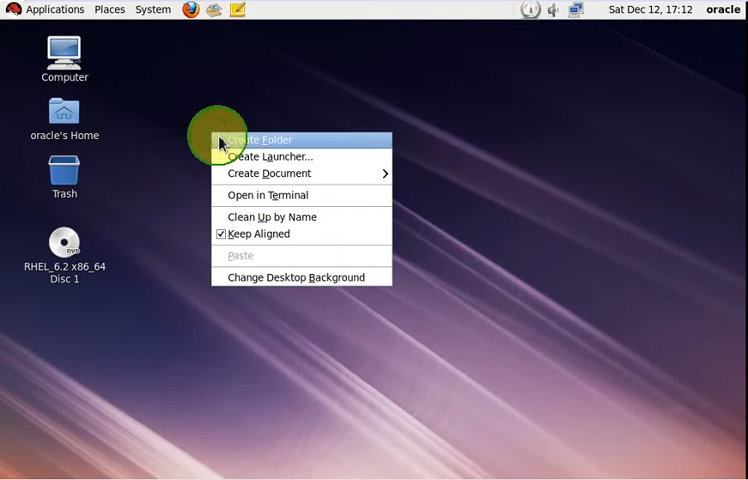 Applications Places System Sat Dec 12, 17:12 oracle
Computer
oracle's Home
Trash
DVD
RHEL_6.2 x86_64
Disc 1
Create Folder
Create Launcher...
Create Document
Open in Terminal
Clean Up by Name
Keep Aligned
Paste
Change Desktop Background